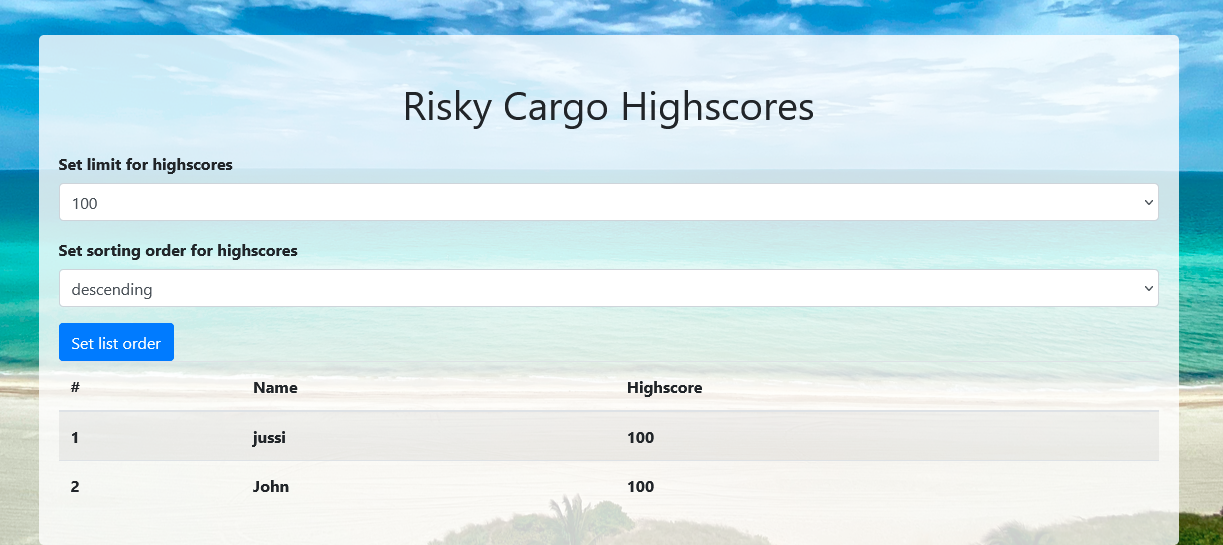 Risky Cargo Highscores
Set limit for highscores
100
Set sorting order for highscores
descending
Set list order
# Name Highscore
1 jussi 100
2 John 100